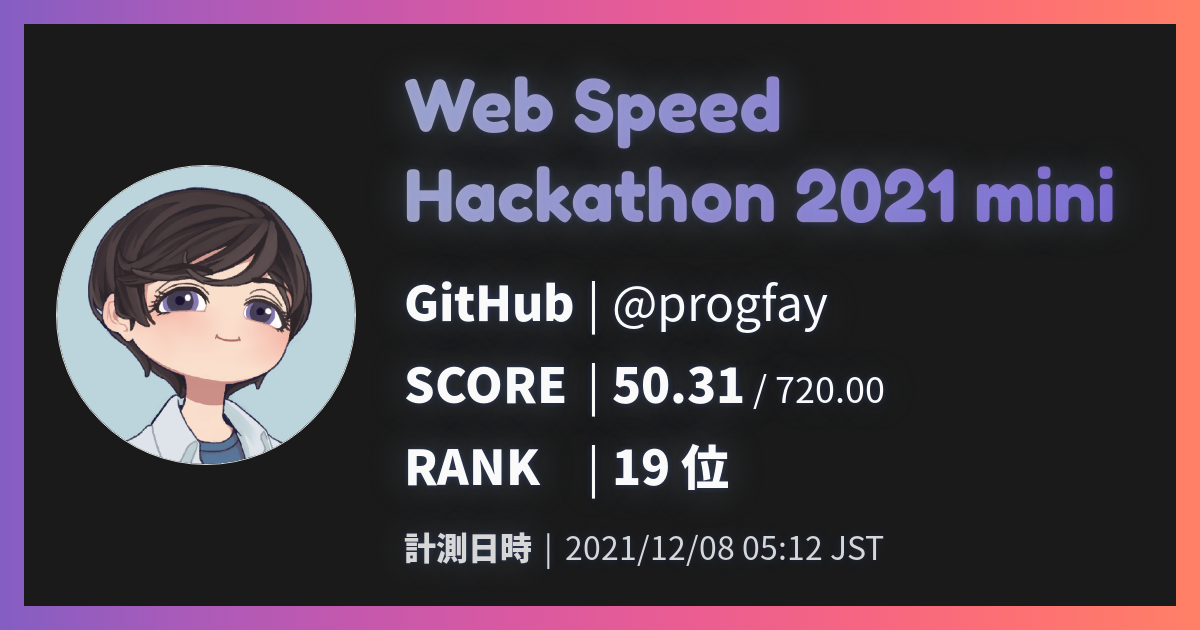 Web Speed
Hackathon 2021 mini
GitHub | @progfay
SCORE | 50.31 / 720.00
RANK | 19 位
計測日時 | 2021/12/08 05:12 JST